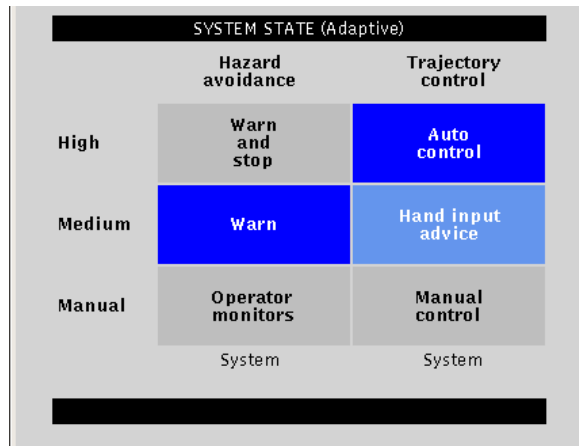 SYSTEM STATE (Adaptive)
Hazard avoidance
Trajectory control
High
Warn and stop
Auto control
Medium
Warn
Hand input advice
Manual
Operator monitors
Manual control
System
System